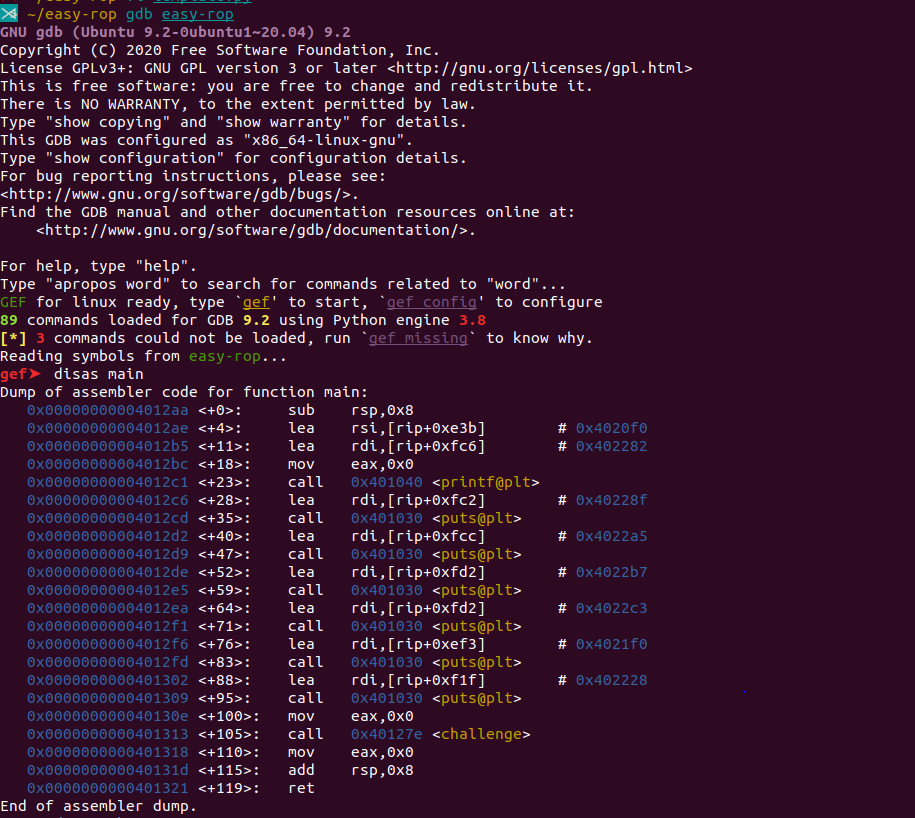 ~/easy-rop gdb easy-rop
GNU gdb (Ubuntu 9.2-0ubuntu1~20.04) 9.2
Copyright (C) 2020 Free Software Foundation, Inc.
License GPLv3+: GNU GPL version 3 or later <http://gnu.org/licenses/gpl.html>
This is free software: you are free to change and redistribute it.
There is NO WARRANTY, to the extent permitted by law.
Type "show copying" and "show warranty" for details.
This GDB was configured as "x86_64-linux-gnu".
Type "show configuration" for configuration details.
For bug reporting instructions, please see:
<http://www.gnu.org/software/gdb/bugs/>.
Find the GDB manual and other documentation resources online at:
    <http://www.gnu.org/software/gdb/documentation/>.

For help, type "help".
Type "apropos word" to search for commands related to "word"...
GEF for linux ready, type `gef' to start, `gef config' to configure
89 commands loaded for GDB 9.2 using Python engine 3.8
[*] 3 commands could not be loaded, run `gef missing` to know why.
Reading symbols from easy-rop...
gef➤  disas main
Dump of assembler code for function main:
   0x00000000004012aa <+0>:	sub    rsp,0x8
   0x00000000004012ae <+4>:	lea    rsi,[rip+0xe3b]        # 0x4020f0
   0x00000000004012b5 <+11>:	lea    rdi,[rip+0xfc6]        # 0x402282
   0x00000000004012bc <+18>:	mov    eax,0x0
   0x00000000004012c1 <+23>:	call   0x401040 <printf@plt>
   0x00000000004012c6 <+28>:	lea    rdi,[rip+0xfc2]        # 0x40228f
   0x00000000004012cd <+35>:	call   0x401030 <puts@plt>
   0x00000000004012d2 <+40>:	lea    rdi,[rip+0xfcc]        # 0x4022a5
   0x00000000004012d9 <+47>:	call   0x401030 <puts@plt>
   0x00000000004012de <+52>:	lea    rdi,[rip+0xfd2]        # 0x4022b7
   0x00000000004012e5 <+59>:	call   0x401030 <puts@plt>
   0x00000000004012ea <+64>:	lea    rdi,[rip+0xfd2]        # 0x4022c3
   0x00000000004012f1 <+71>:	call   0x401030 <puts@plt>
   0x00000000004012f6 <+76>:	lea    rdi,[rip+0xef3]        # 0x4021f0
   0x00000000004012fd <+83>:	call   0x401030 <puts@plt>
   0x0000000000401302 <+88>:	lea    rdi,[rip+0xf1f]        # 0x402228
   0x0000000000401309 <+95>:	call   0x401030 <puts@plt>
   0x000000000040130e <+100>:	mov    eax,0x0
   0x0000000000401313 <+105>:	call   0x40127e <challenge>
   0x0000000000401318 <+110>:	mov    eax,0x0
   0x000000000040131d <+115>:	add    rsp,0x8
   0x0000000000401321 <+119>:	ret
End of assembler dump.